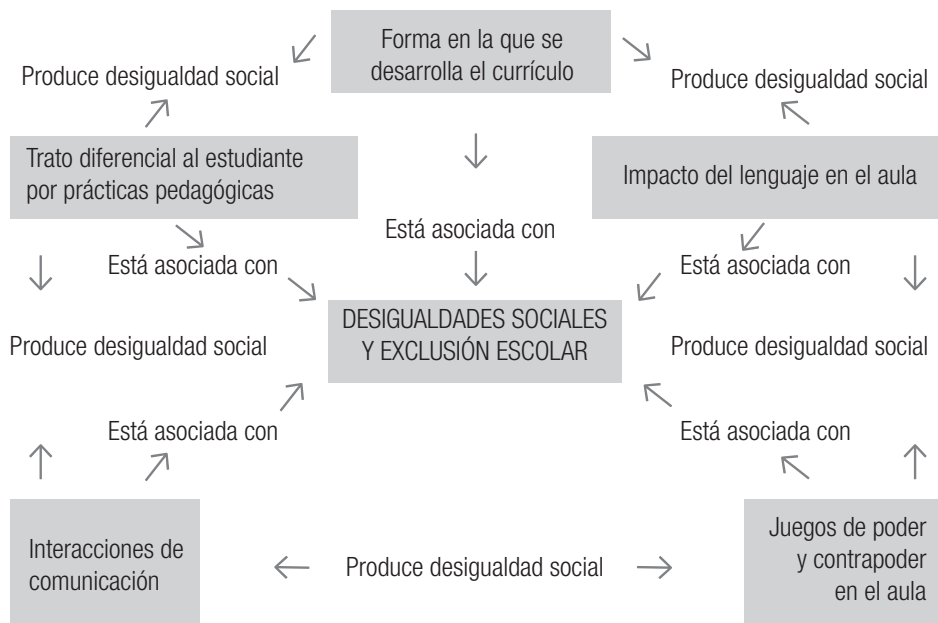 Forma en la que se
desarrolla el currículo
Produce desigualdad social
Produce desigualdad social
Trato diferencial al estudiante
por prácticas pedagógicas
Impacto del lenguaje en el aula
Está asociada con
Está asociada con
Está asociada con
DESIGUALDADES SOCIALES
Y EXCLUSIÓN ESCOLAR
Produce desigualdad social
Produce desigualdad social
Está asociada con
Está asociada con
Interacciones de
comunicación
Produce desigualdad social
Juegos de poder
y contrapoder
en el aula